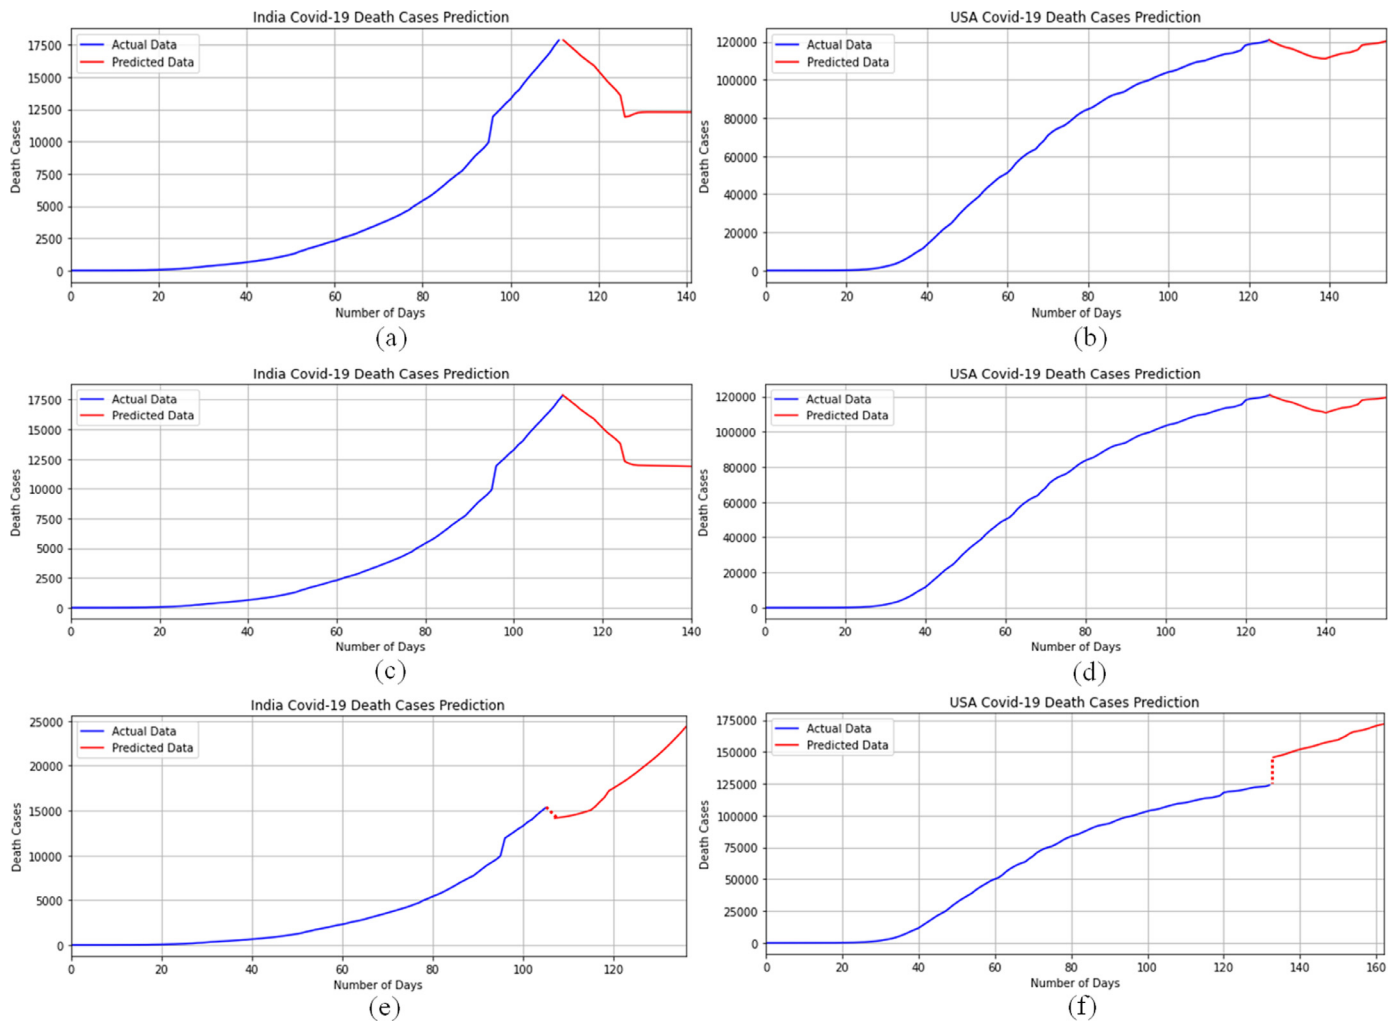 India Covid-19 Death Cases Prediction
Actual Data
Predicted Data
17500
15000
12500
10000
7500
5000
2500
0
Death Cases
0 20 40 60 80 100 120 140
Number of Days
(a)
USA Covid-19 Death Cases Prediction
Actual Data
Predicted Data
120000
100000
80000
60000
40000
20000
0
Death Cases
0 20 40 60 80 100 120 140
Number of Days
(b)
India Covid-19 Death Cases Prediction
Actual Data
Predicted Data
17500
15000
12500
10000
7500
5000
2500
0
Death Cases
0 20 40 60 80 100 120 140
Number of Days
(c)
USA Covid-19 Death Cases Prediction
Actual Data
Predicted Data
120000
100000
80000
60000
40000
20000
0
Death Cases
0 20 40 60 80 100 120 140
Number of Days
(d)
India Covid-19 Death Cases Prediction
Actual Data
Predicted Data
25000
20000
15000
10000
5000
0
Death Cases
0 20 40 60 80 100 120
Number of Days
(e)
USA Covid-19 Death Cases Prediction
Actual Data
Predicted Data
175000
150000
125000
100000
75000
50000
25000
0
Death Cases
0 20 40 60 80 100 120 140 160
Number of Days
(f)